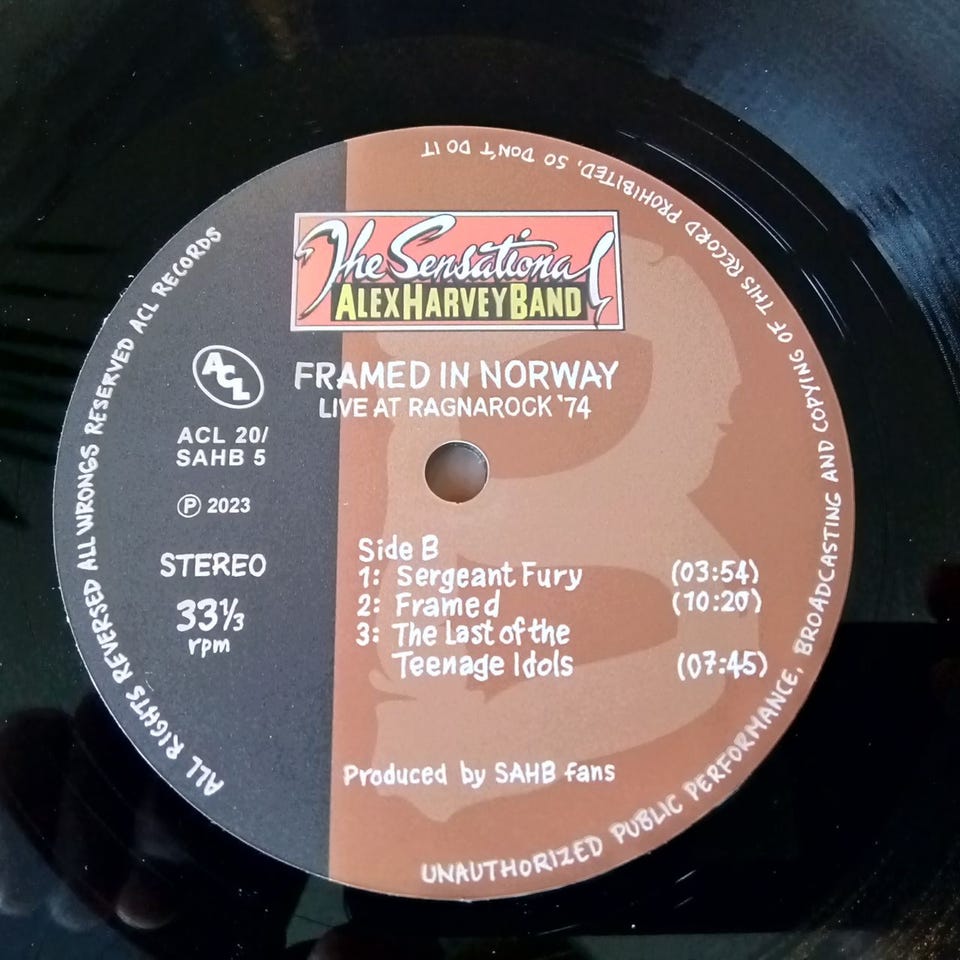 The Sensational
ALEX HARVEY BAND
FRAMED IN NORWAY
LIVE AT RAGNAROCK '74
ACL
ACL 20/
SAHB 5
℗ 2023
STEREO
33⅓
rpm
Side B
1: Sergeant Fury (03:54)
2: Framed (10:20)
3: The Last of the
Teenage Idols (07:45)
Produced by SAHB fans
ALL RIGHTS REVERSED ALL WRONGS RESERVED ACL RECORDS
UNAUTHORIZED PUBLIC PERFORMANCE, BROADCASTING AND COPYING OF THIS RECORD PROHIBITED, SO DON'T DO IT